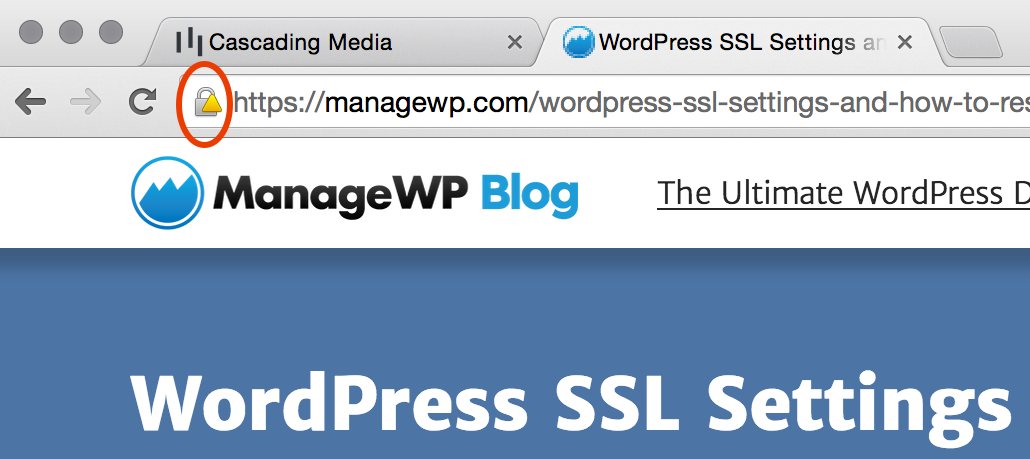 Cascading Media
WordPress SSL Settings an
https://managewp.com/wordpress-ssl-settings-and-how-to-res
ManageWP Blog
The Ultimate WordPress D
WordPress SSL Settings